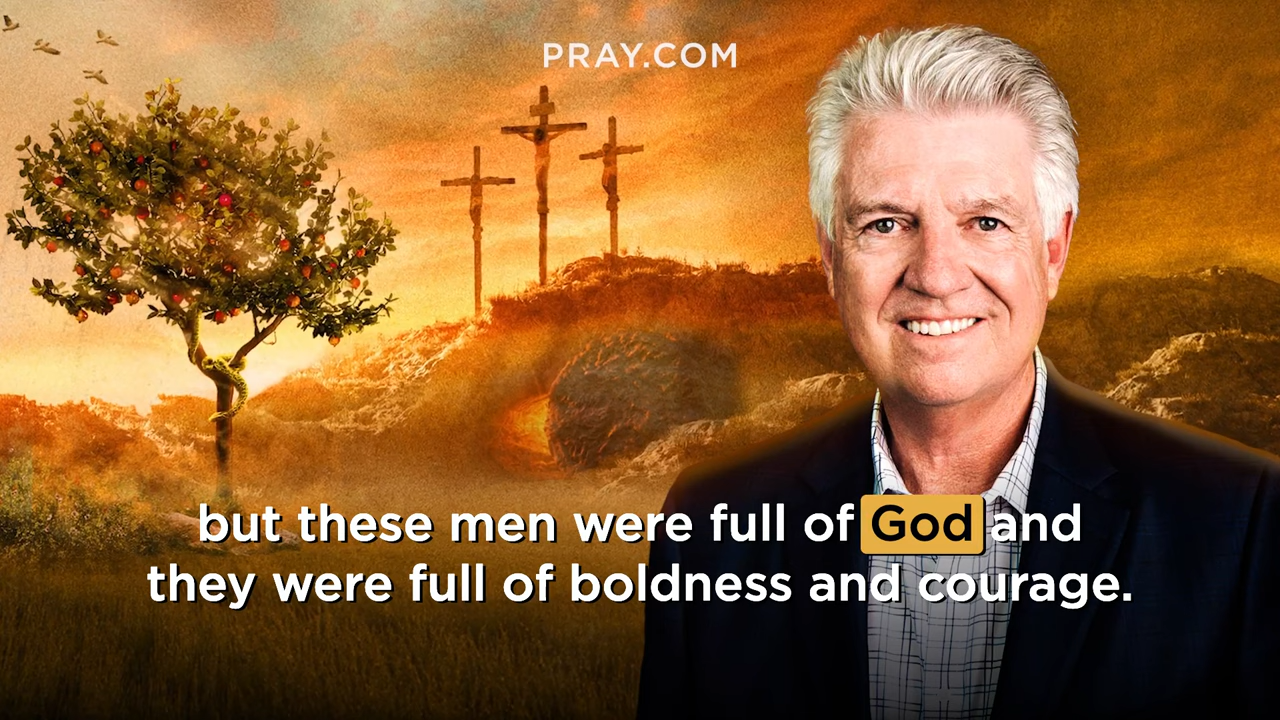 PRAY.COM
but these men were full of God and
they were full of boldness and courage.